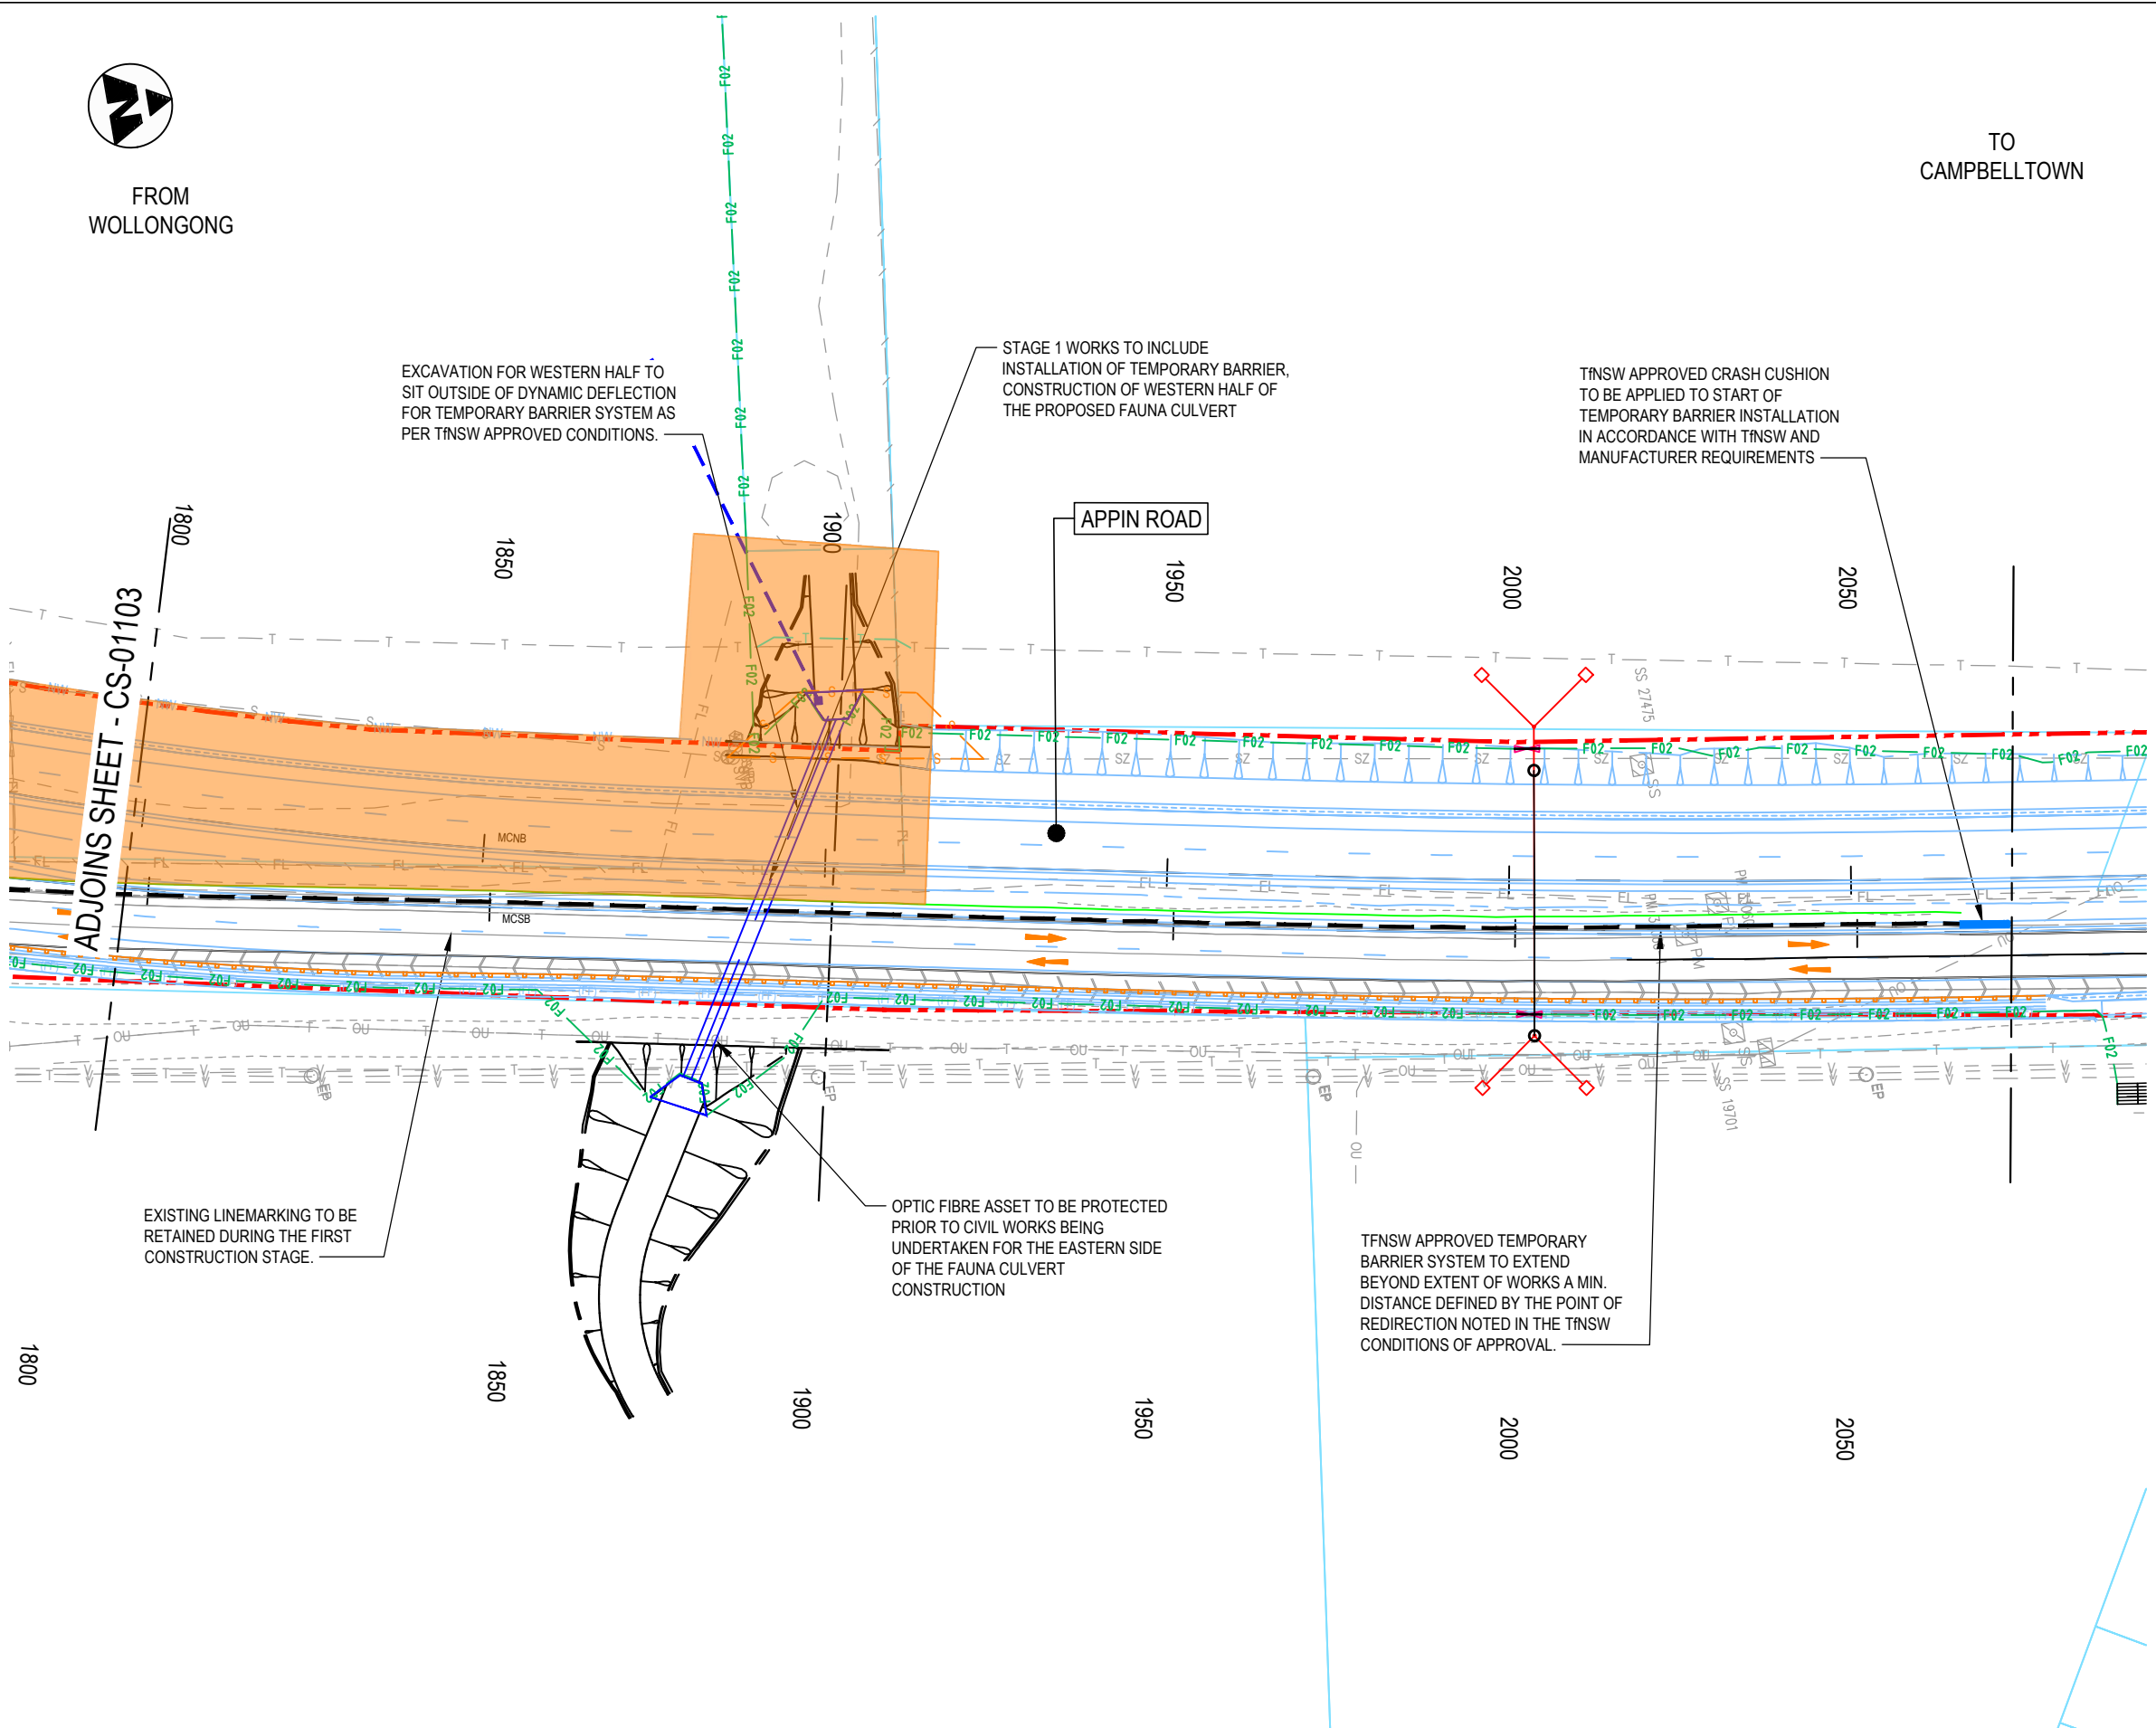 FROM
WOLLONGONG
TO
CAMPBELLTOWN
EXCAVATION FOR WESTERN HALF TO
SIT OUTSIDE OF DYNAMIC DEFLECTION
FOR TEMPORARY BARRIER SYSTEM AS
PER TfNSW APPROVED CONDITIONS.
STAGE 1 WORKS TO INCLUDE
INSTALLATION OF TEMPORARY BARRIER,
CONSTRUCTION OF WESTERN HALF OF
THE PROPOSED FAUNA CULVERT
TfNSW APPROVED CRASH CUSHION
TO BE APPLIED TO START OF
TEMPORARY BARRIER INSTALLATION
IN ACCORDANCE WITH TfNSW AND
MANUFACTURER REQUIREMENTS
APPIN ROAD
1800
1850
1900
1950
2000
2050
ADJOINS SHEET - CS-01103
SS 27475
MCNB
MCSB
SS 19701
EXISTING LINEMARKING TO BE
RETAINED DURING THE FIRST
CONSTRUCTION STAGE.
OPTIC FIBRE ASSET TO BE PROTECTED
PRIOR TO CIVIL WORKS BEING
UNDERTAKEN FOR THE EASTERN SIDE
OF THE FAUNA CULVERT
CONSTRUCTION
TFNSW APPROVED TEMPORARY
BARRIER SYSTEM TO EXTEND
BEYOND EXTENT OF WORKS A MIN.
DISTANCE DEFINED BY THE POINT OF
REDIRECTION NOTED IN THE TfNSW
CONDITIONS OF APPROVAL.
1800
1850
1900
1950
2000
2050